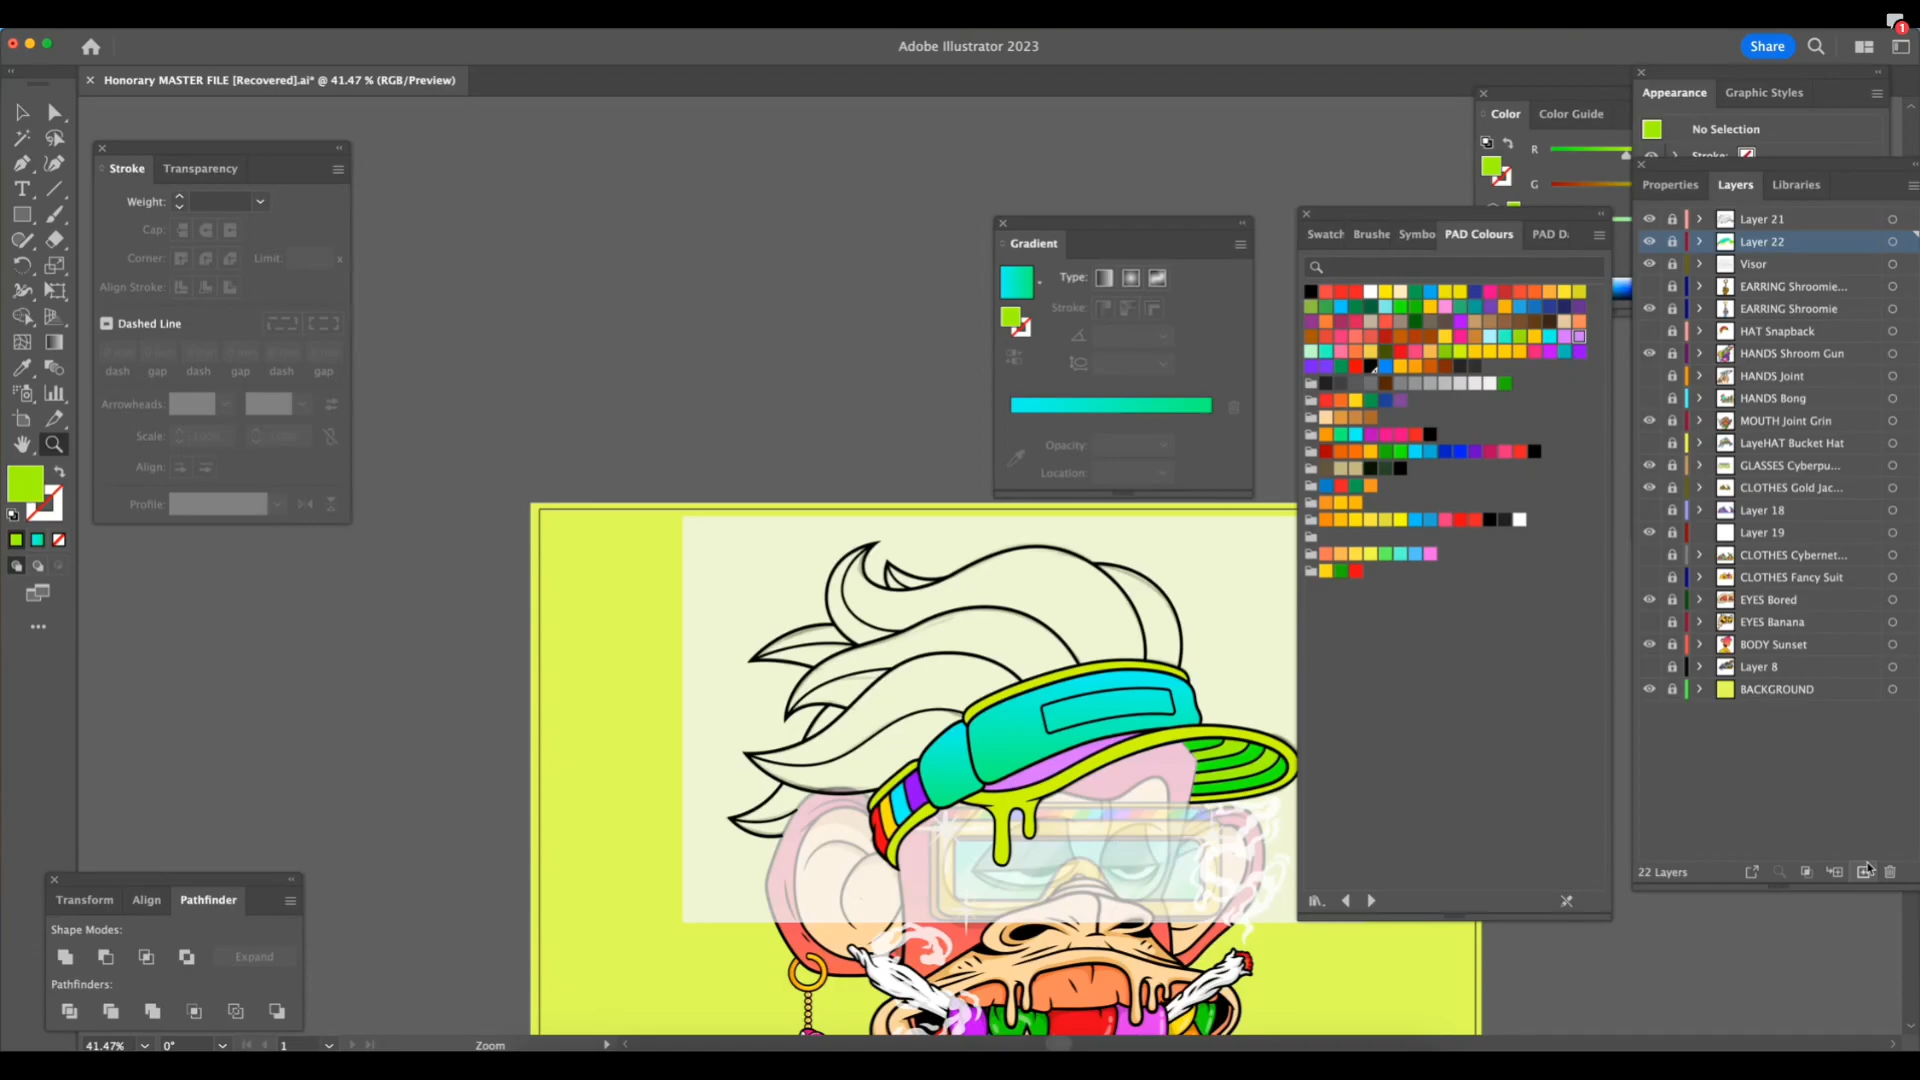 1
Adobe Illustrator 2023
Share
Honorary MASTER FILE [Recovered].ai* @ 41.47 % (RGB/Preview)
Stroke Transparency
Weight:
Cap:
Corner: Limit: x
Align Stroke:
Dashed Line
dash gap dash gap dash gap
Arrowheads:
Scale:
Align:
Profile:
Gradient
Type:
Stroke:
Opacity:
Location:
Color Color Guide
R
G
Swatch Brushe Symbo PAD Colours PAD D
Appearance Graphic Styles
No Selection
Stroke:
Properties Layers Libraries
Layer 21
Layer 22
Visor
EARRING Shroomie...
EARRING Shroomie
HAT Snapback
HANDS Shroom Gun
HANDS Joint
HANDS Bong
MOUTH Joint Grin
LayeHAT Bucket Hat
GLASSES Cyberpu...
CLOTHES Gold Jac...
Layer 18
Layer 19
CLOTHES Cybernet...
CLOTHES Fancy Suit
EYES Bored
EYES Banana
BODY Sunset
Layer 8
BACKGROUND
22 Layers
Transform Align Pathfinder
Shape Modes:
Expand
Pathfinders:
41.47% 0° 1 Zoom